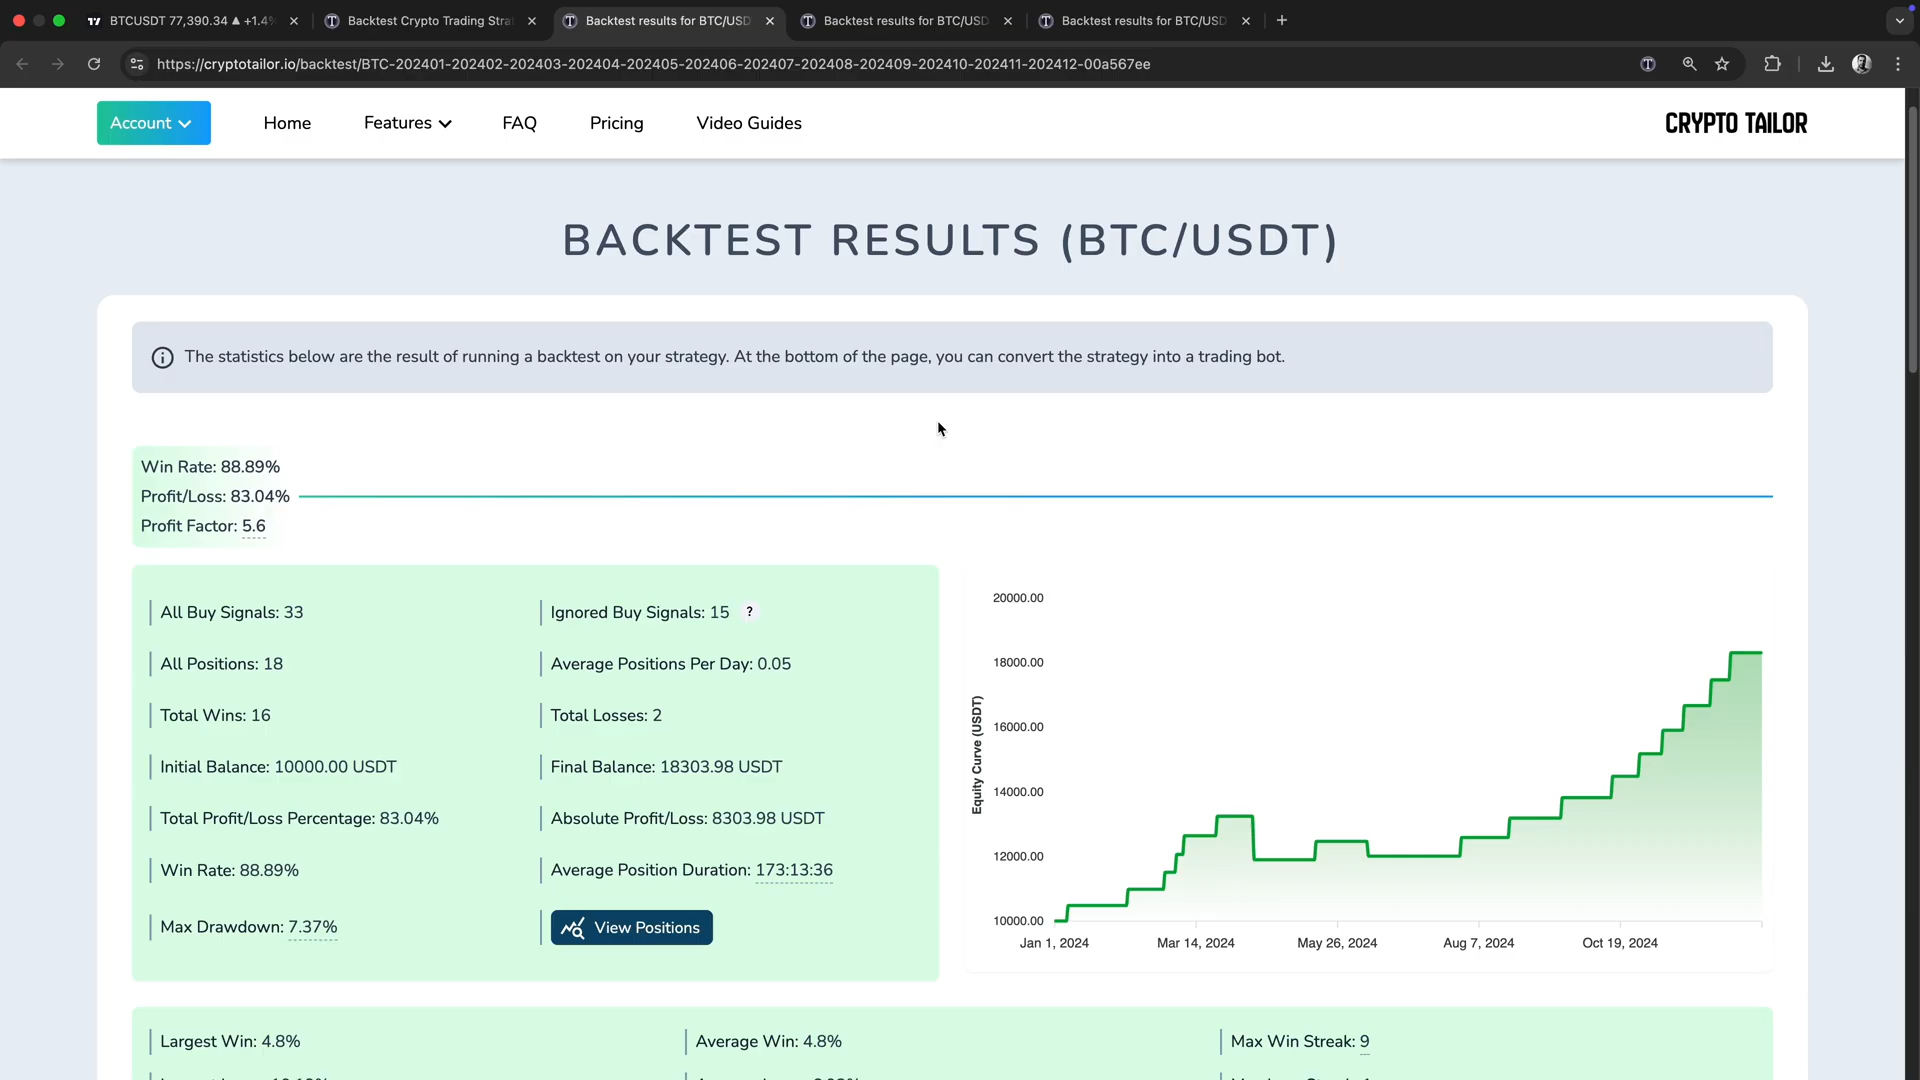 BTCUSDT 77,390.34 ▲ +1.4%
Backtest Crypto Trading Stra
Backtest results for BTC/USD
Backtest results for BTC/USD
Backtest results for BTC/USD
https://cryptotailor.io/backtest/BTC-202401-202402-202403-202404-202405-202406-202407-202408-202409-202410-202411-202412-00a567ee
Account
Home
Features
FAQ
Pricing
Video Guides
CRYPTO TAILOR
BACKTEST RESULTS (BTC/USDT)
The statistics below are the result of running a backtest on your strategy. At the bottom of the page, you can convert the strategy into a trading bot.
Win Rate: 88.89%
Profit/Loss: 83.04%
Profit Factor: 5.6
All Buy Signals: 33
Ignored Buy Signals: 15 ?
All Positions: 18
Average Positions Per Day: 0.05
Total Wins: 16
Total Losses: 2
Initial Balance: 10000.00 USDT
Final Balance: 18303.98 USDT
Total Profit/Loss Percentage: 83.04%
Absolute Profit/Loss: 8303.98 USDT
Win Rate: 88.89%
Average Position Duration: 173:13:36
Max Drawdown: 7.37%
View Positions
Equity Curve (USDT)
20000.00
18000.00
16000.00
14000.00
12000.00
10000.00
Jan 1, 2024
Mar 14, 2024
May 26, 2024
Aug 7, 2024
Oct 19, 2024
Largest Win: 4.8%
Average Win: 4.8%
Max Win Streak: 9